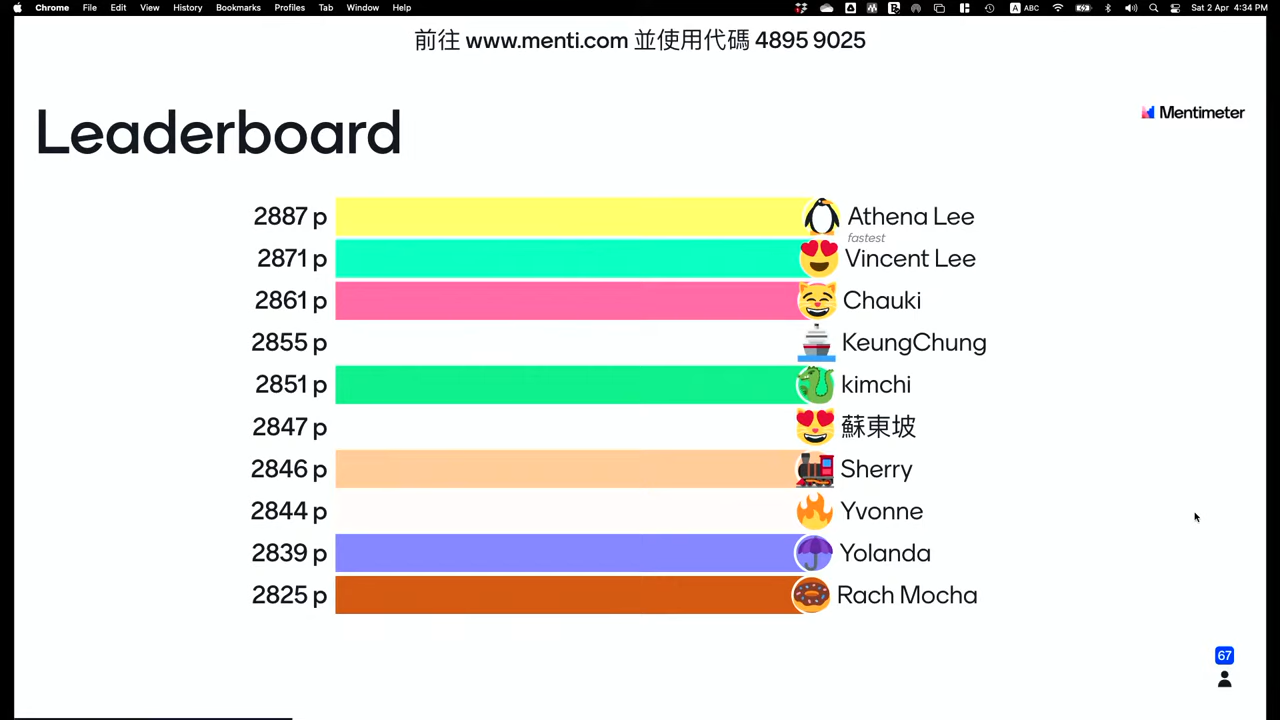 Chrome File Edit View History Bookmarks Profiles Tab Window Help A ABC Sat 2 Apr 4:34 PM
前往 www.menti.com 並使用代碼 4895 9025
Leaderboard
Mentimeter
2887 p Athena Lee
fastest
2871 p Vincent Lee
2861 p Chauki
2855 p KeungChung
2851 p kimchi
2847 p 蘇東坡
2846 p Sherry
2844 p Yvonne
2839 p Yolanda
2825 p Rach Mocha
67